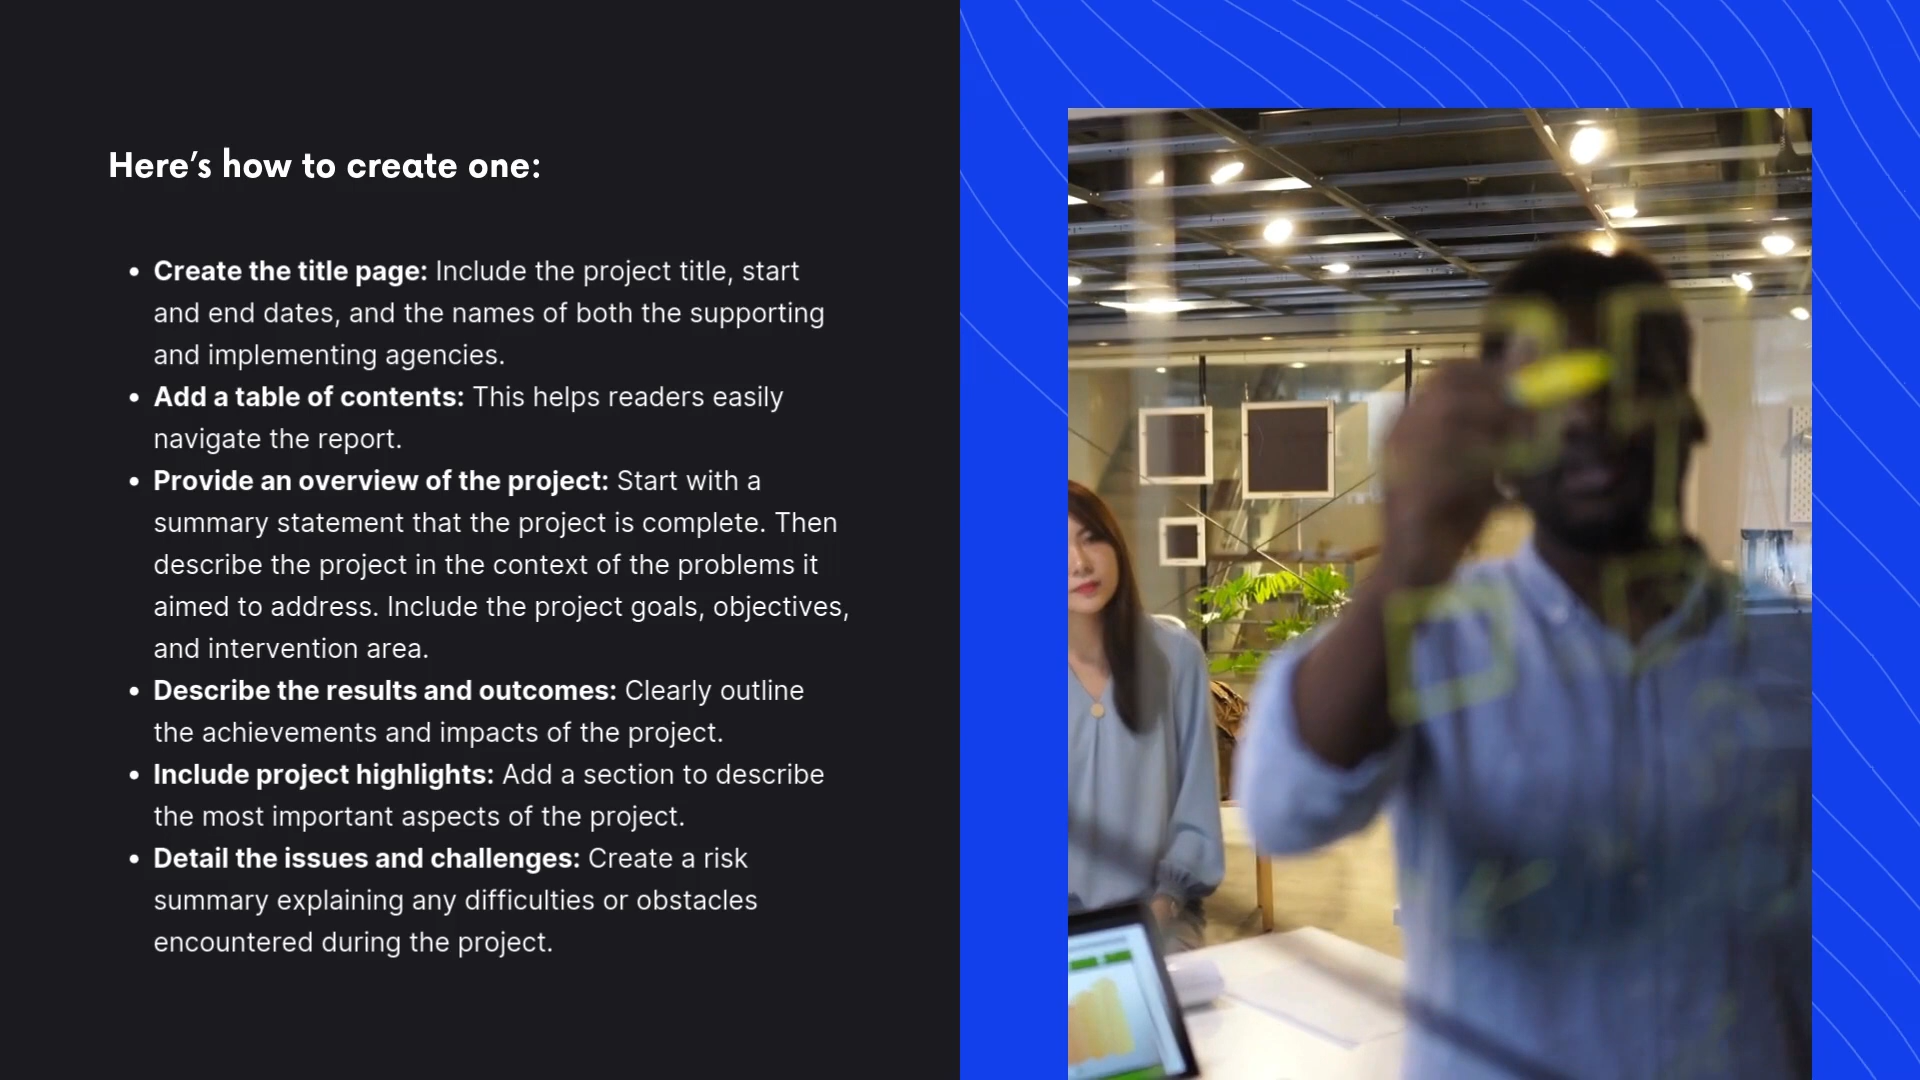 Here’s how to create one:
• Create the title page: Include the project title, start
and end dates, and the names of both the supporting
and implementing agencies.
• Add a table of contents: This helps readers easily
navigate the report.
• Provide an overview of the project: Start with a
summary statement that the project is complete. Then
describe the project in the context of the problems it
aimed to address. Include the project goals, objectives,
and intervention area.
• Describe the results and outcomes: Clearly outline
the achievements and impacts of the project.
• Include project highlights: Add a section to describe
the most important aspects of the project.
• Detail the issues and challenges: Create a risk
summary explaining any difficulties or obstacles
encountered during the project.